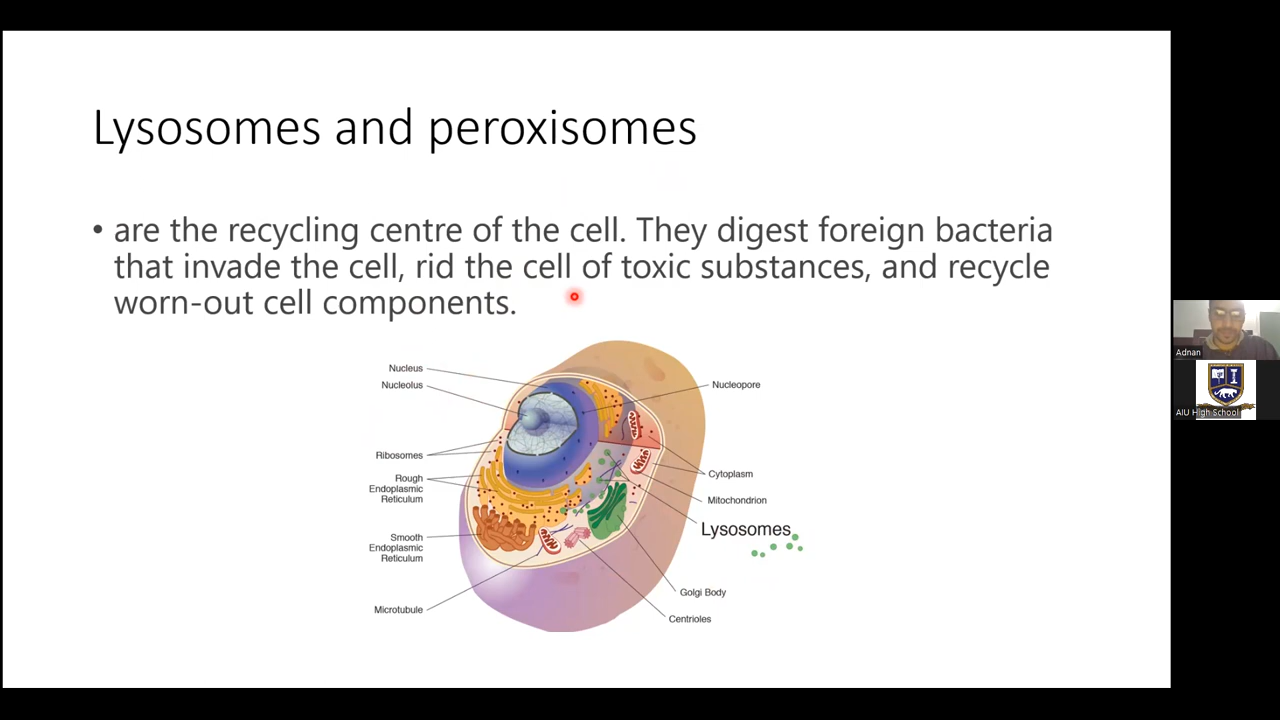 Lysosomes and peroxisomes
• are the recycling centre of the cell. They digest foreign bacteria
that invade the cell, rid the cell of toxic substances, and recycle
worn-out cell components.
Nucleus
Nucleolus
Nucleopore
Ribosomes
Rough
Endoplasmic
Reticulum
Cytoplasm
Mitochondrion
Lysosomes
Smooth
Endoplasmic
Reticulum
Golgi Body
Microtubule
Centrioles
Adnan
AIU High School